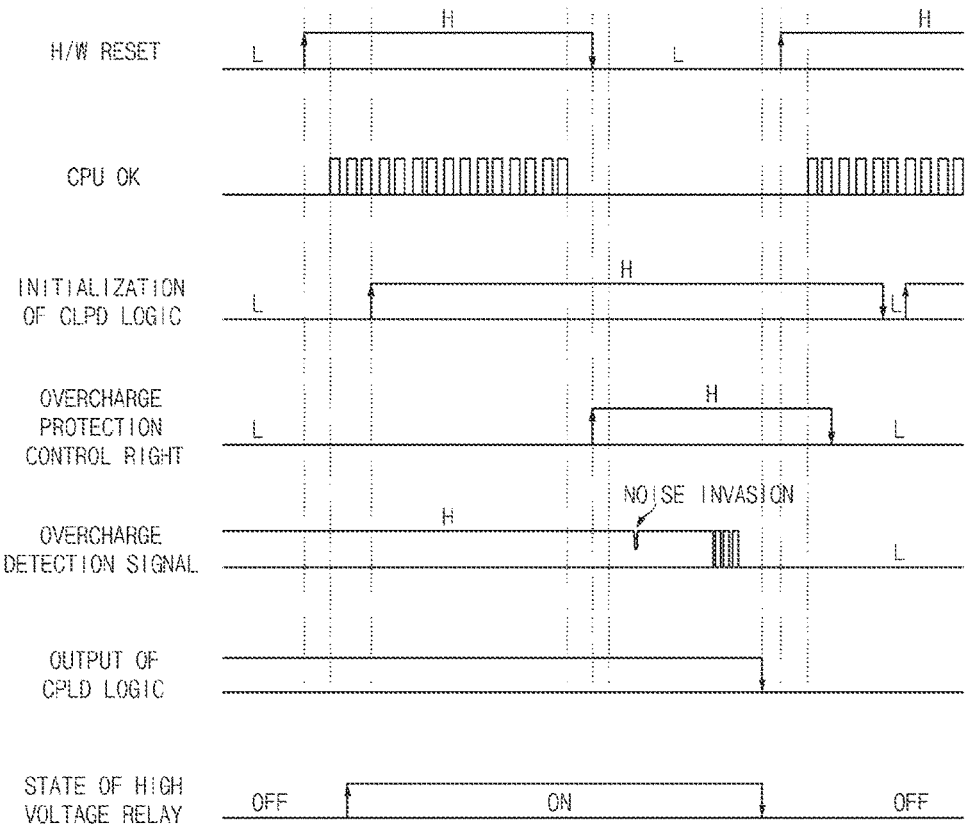 H
H
H/W RESET
L
L
CPU OK
H
INITIALIZATION
OF CLPD LOGIC
L
L
OVERCHARGE
PROTECTION
CONTROL RIGHT
H
L
L
NOISE INVASION
H
OVERCHARGE
DETECTION SIGNAL
L
OUTPUT OF
CPLD LOGIC
STATE OF HIGH
VOLTAGE RELAY
OFF
ON
OFF